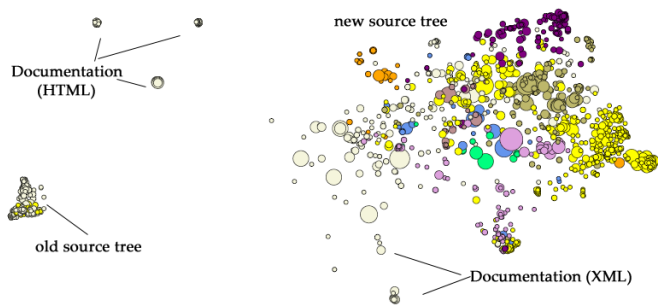 new source tree
Documentation
(HTML)
old source tree
Documentation (XML)